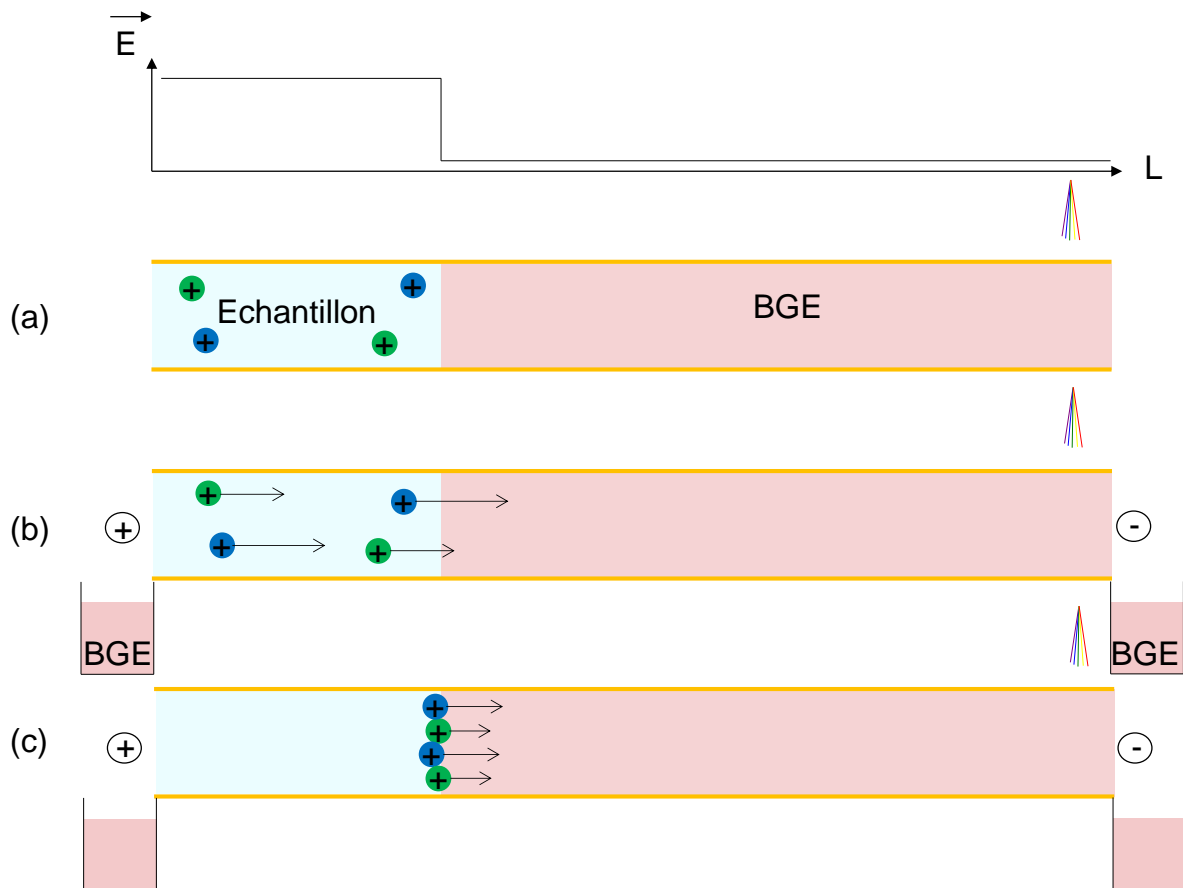 E
L
(a)
Echantillon
BGE
+
+
+
+
(b)
+
+
+
+
+
-
BGE
BGE
(c)
+
+
+
+
+
-